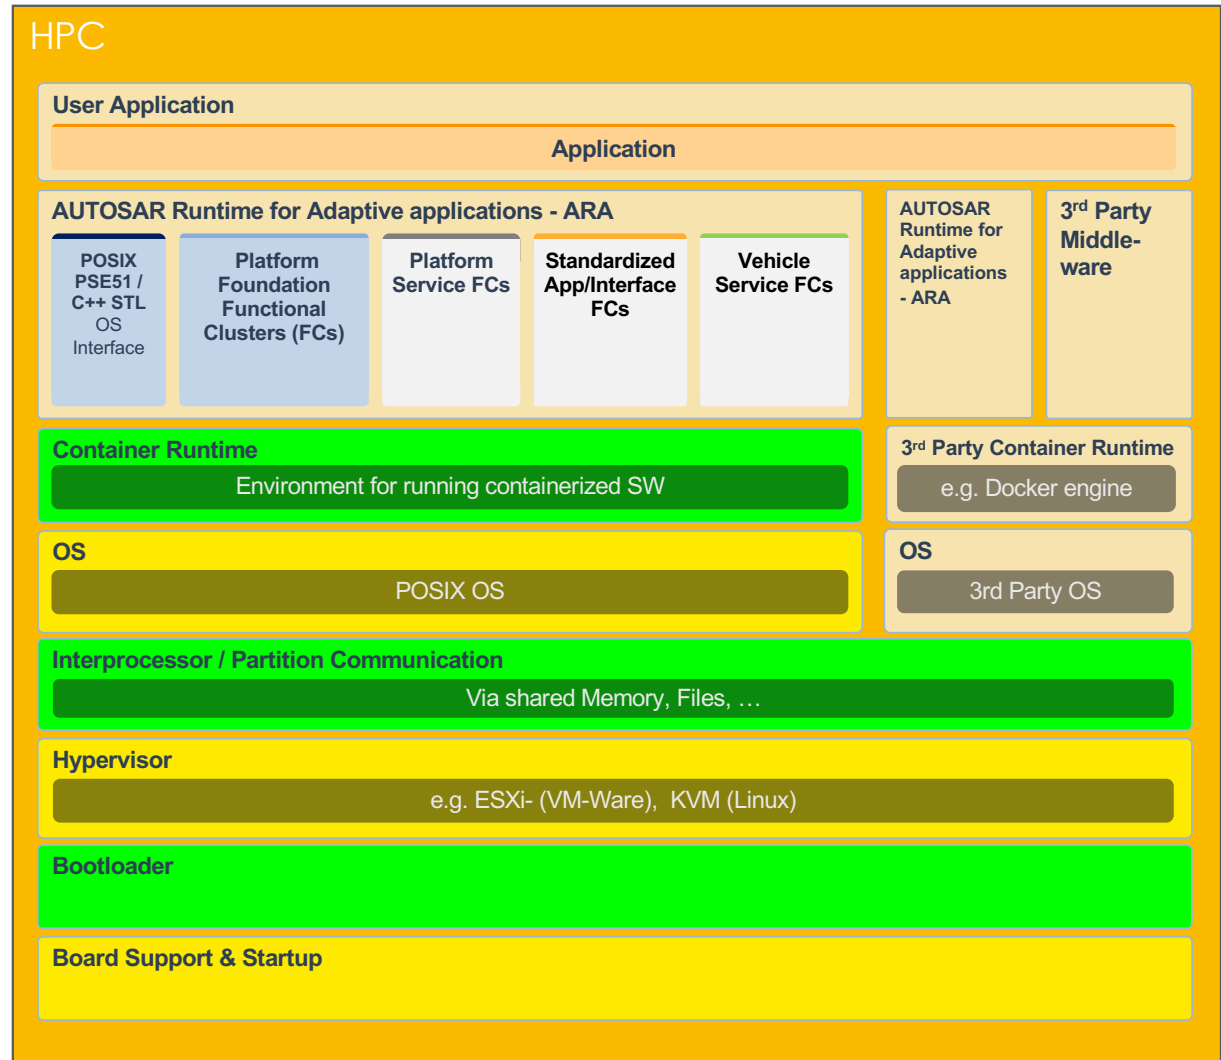 HPC
User Application
Application
AUTOSAR Runtime for Adaptive applications - ARA
POSIX
PSE51 /
C++ STL
OS
Interface
Platform
Foundation
Functional
Clusters (FCs)
Platform
Service FCs
Standardized
App/Interface
FCs
Vehicle
Service FCs
AUTOSAR
Runtime for
Adaptive
applications
- ARA
3rd Party
Middle-
ware
Container Runtime
Environment for running containerized SW
3rd Party Container Runtime
e.g. Docker engine
OS
POSIX OS
OS
3rd Party OS
Interprocessor / Partition Communication
Via shared Memory, Files, …
Hypervisor
e.g. ESXi- (VM-Ware), KVM (Linux)
Bootloader
Board Support & Startup